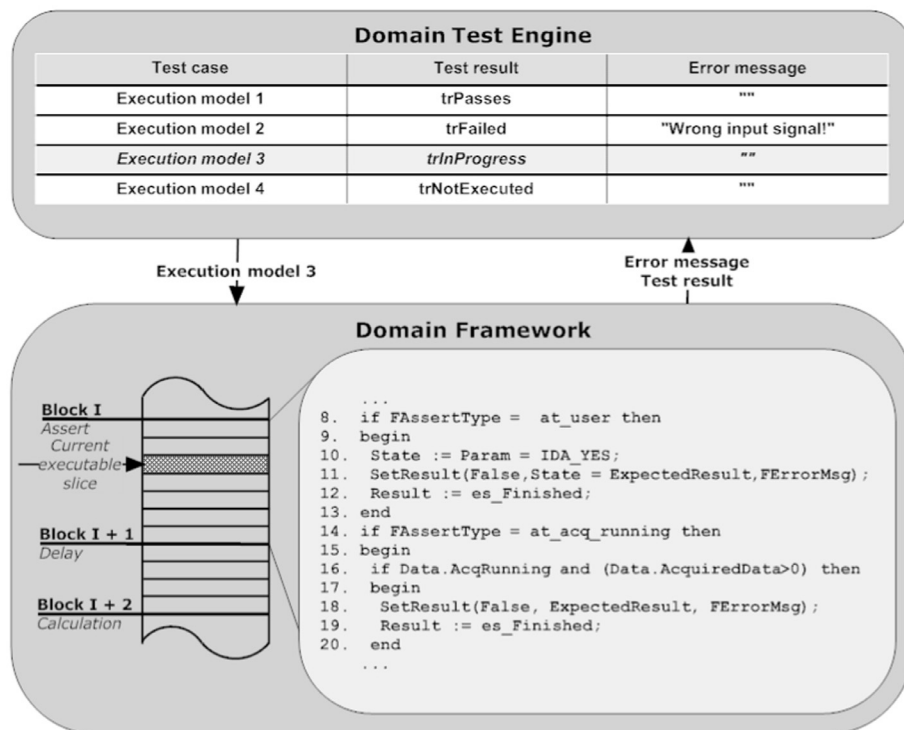 Domain Test Engine
Test case Test result Error message
Execution model 1 trPasses ""
Execution model 2 trFailed "Wrong input signal!"
Execution model 3 trInProgress ""
Execution model 4 trNotExecuted ""
Execution model 3
Error message
Test result
Domain Framework
Block I
Assert
Current
executable
slice
Block I + 1
Delay
Block I + 2
Calculation
...
8. if FAssertType = at_user then
9. begin
10. State := Param = IDA_YES;
11. SetResult(False,State = ExpectedResult,FErrorMsg);
12. Result := es_Finished;
13. end
14. if FAssertType = at_acq_running then
15. begin
16. if Data.AcqRunning and (Data.AcquiredData>0) then
17. begin
18. SetResult(False, ExpectedResult, FErrorMsg);
19. Result := es_Finished;
20. end
...